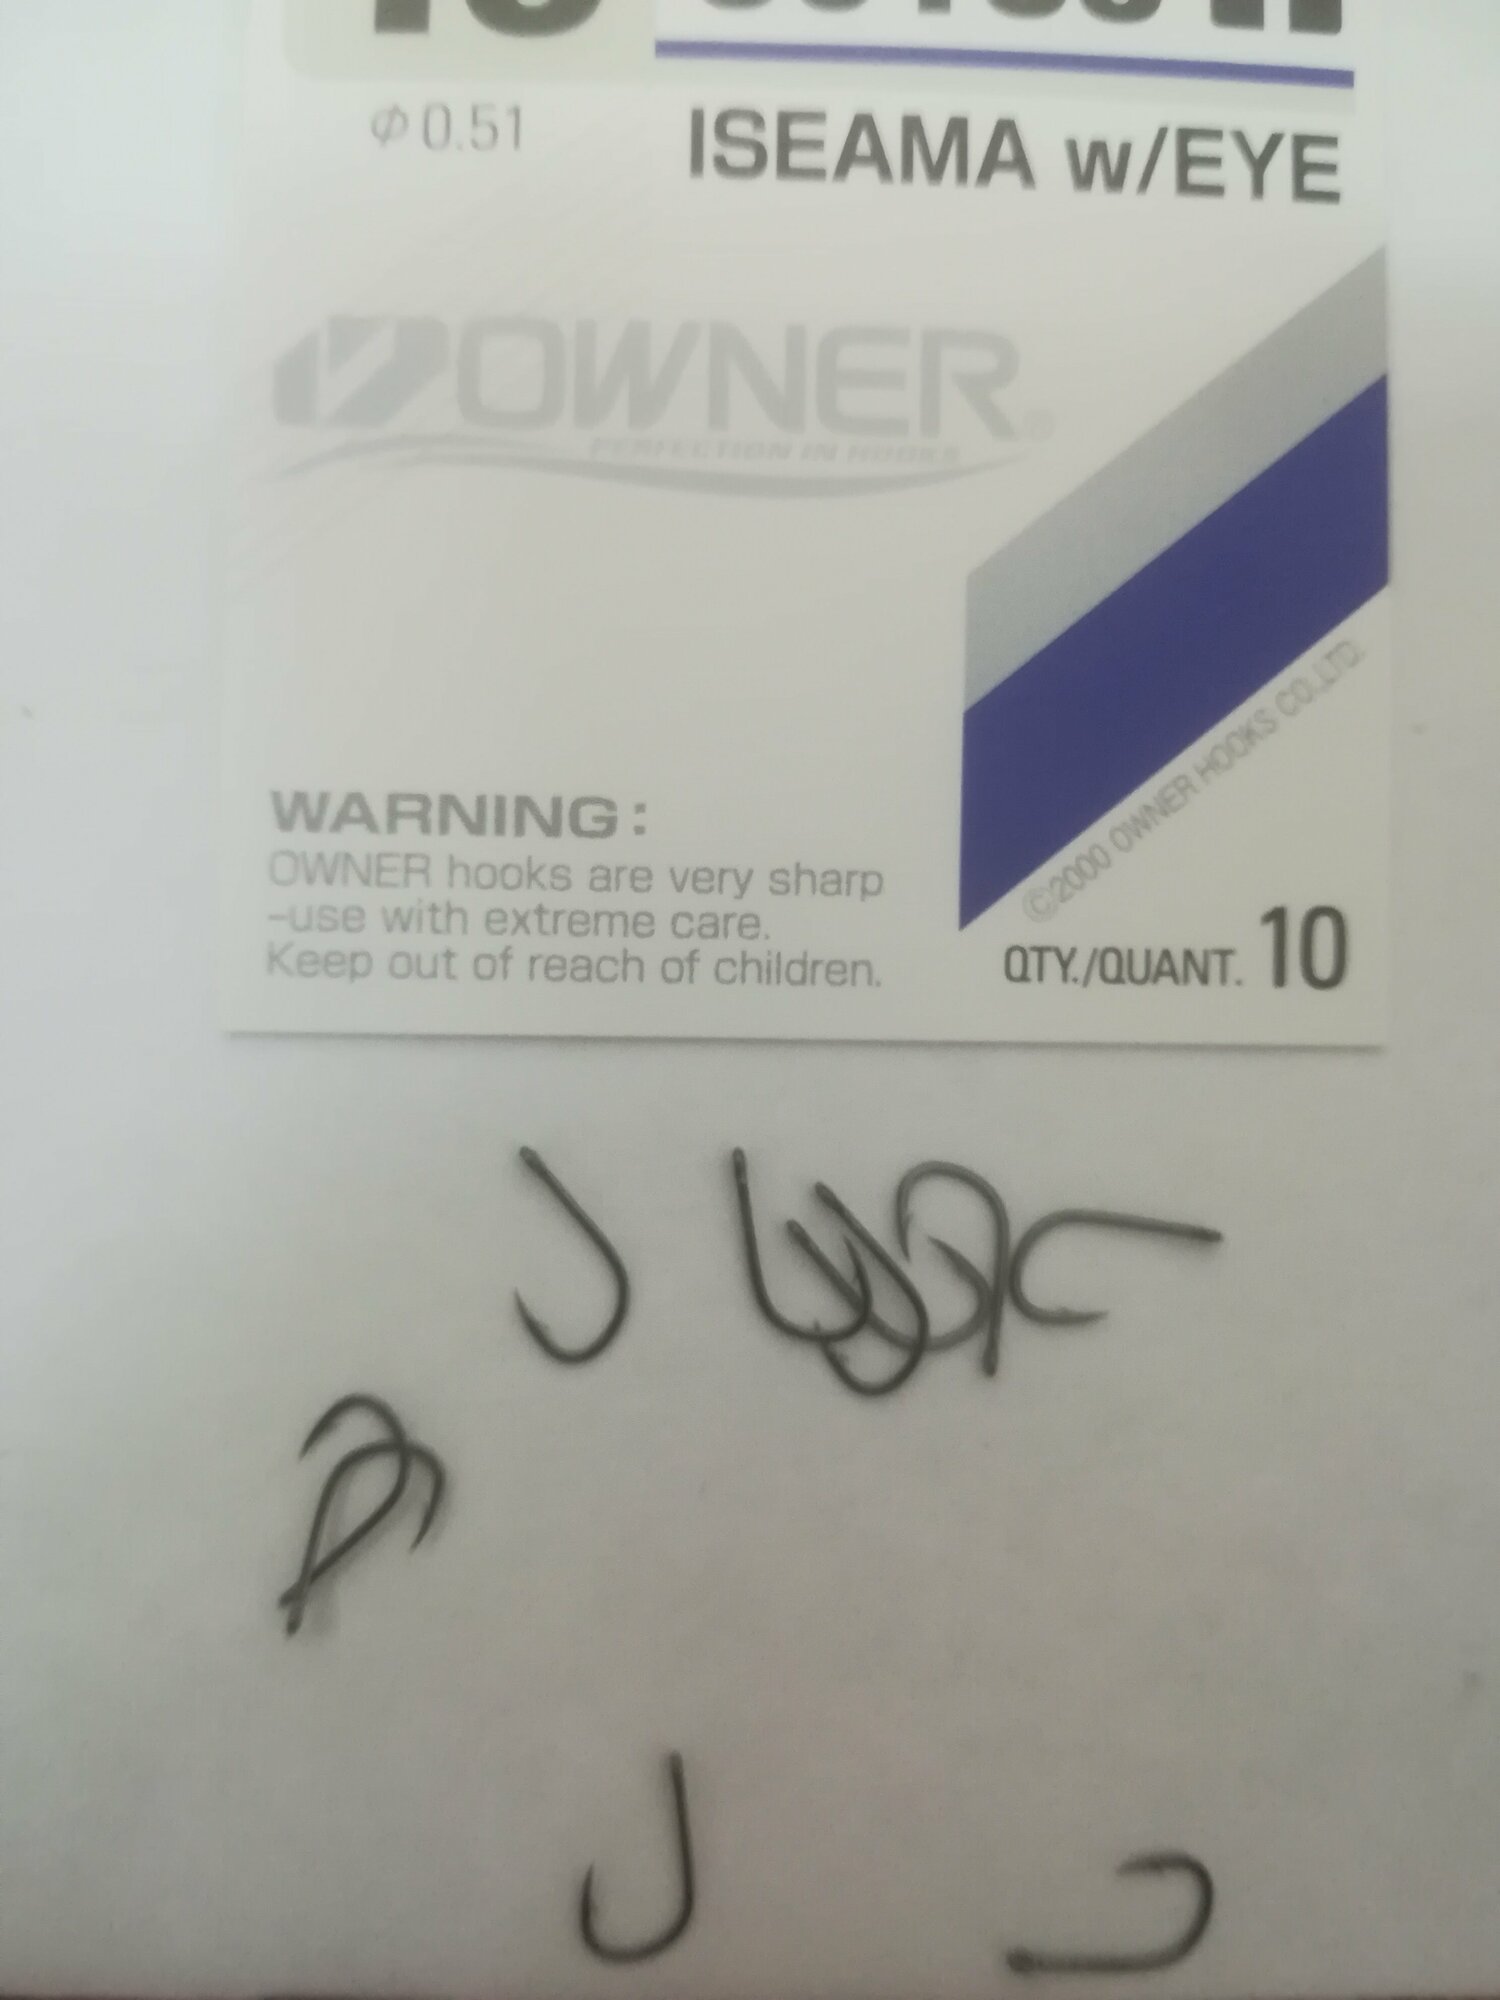 φ0.51
ISEAMA w/EYE
OWNER®
PERFECTION IN HOOKS
©2000 OWNER HOOKS CO.,LTD.
WARNING:
OWNER hooks are very sharp
-use with extreme care.
Keep out of reach of children.
QTY./QUANT. 10